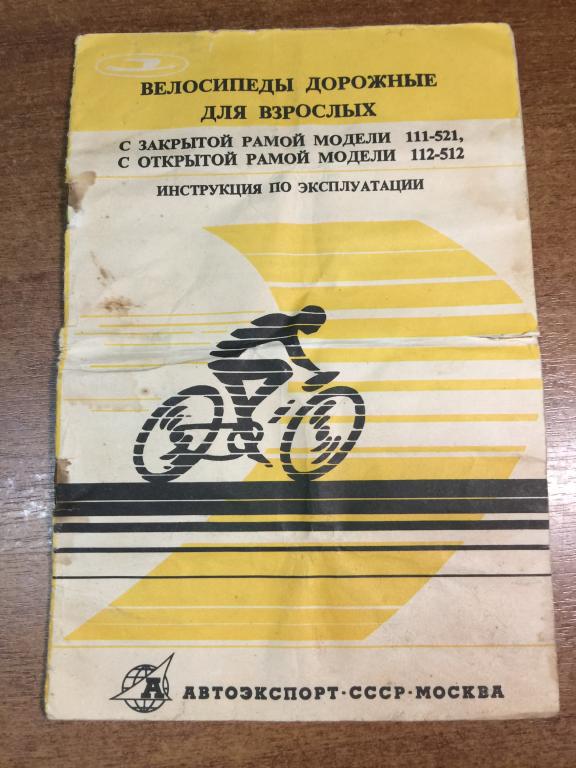 ВЕЛОСИПЕДЫ ДОРОЖНЫЕ
ДЛЯ ВЗРОСЛЫХ
С ЗАКРЫТОЙ РАМОЙ МОДЕЛИ 111-521,
С ОТКРЫТОЙ РАМОЙ МОДЕЛИ 112-512
ИНСТРУКЦИЯ ПО ЭКСПЛУАТАЦИИ
А АВТОЭКСПОРТ·СССР·МОСКВА